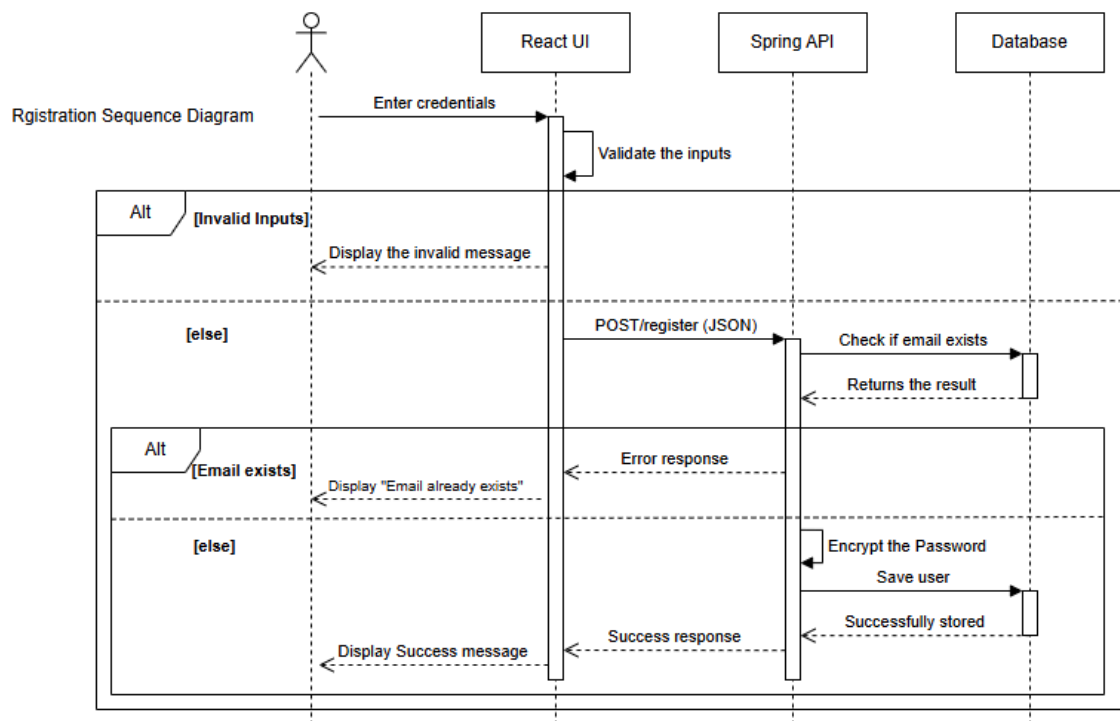 React UI
Spring API
Database
Rgistration Sequence Diagram
Enter credentials
Validate the inputs
Alt
[Invalid Inputs]
Display the invalid message
[else]
POST/register (JSON)
Check if email exists
Returns the result
Alt
[Email exists]
Error response
Display "Email already exists"
[else]
Encrypt the Password
Save user
Successfully stored
Success response
Display Success message